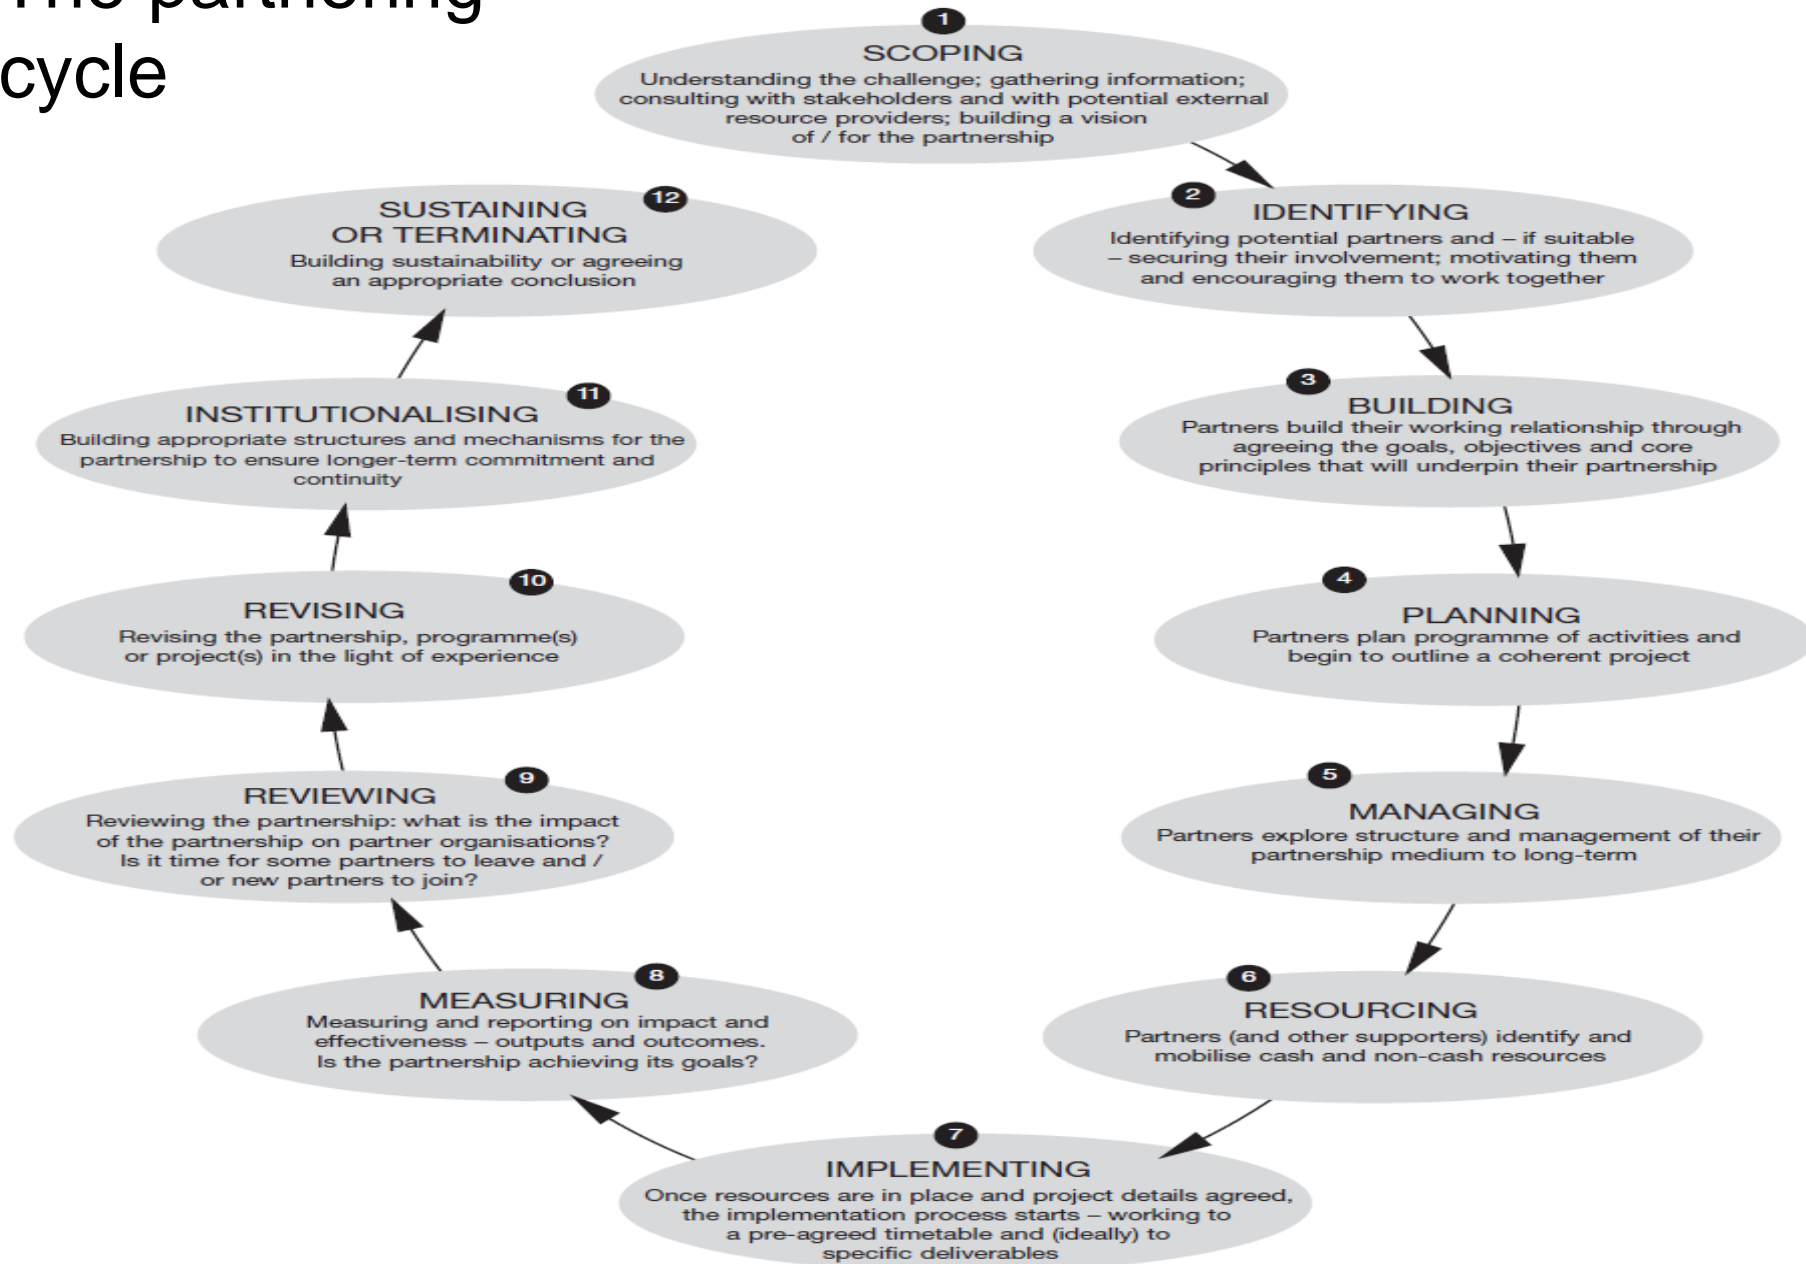 The partnering
cycle
1
SCOPING
Understanding the challenge; gathering information;
consulting with stakeholders and with potential external
resource providers; building a vision
of / for the partnership
2
IDENTIFYING
Identifying potential partners and – if suitable
– securing their involvement; motivating them
and encouraging them to work together
3
BUILDING
Partners build their working relationship through
agreeing the goals, objectives and core
principles that will underpin their partnership
4
PLANNING
Partners plan programme of activities and
begin to outline a coherent project
5
MANAGING
Partners explore structure and management of their
partnership medium to long-term
6
RESOURCING
Partners (and other supporters) identify and
mobilise cash and non-cash resources
7
IMPLEMENTING
Once resources are in place and project details agreed,
the implementation process starts – working to
a pre-agreed timetable and (ideally) to
specific deliverables
8
MEASURING
Measuring and reporting on impact and
effectiveness – outputs and outcomes.
Is the partnership achieving its goals?
9
REVIEWING
Reviewing the partnership: what is the impact
of the partnership on partner organisations?
Is it time for some partners to leave and /
or new partners to join?
10
REVISING
Revising the partnership, programme(s)
or project(s) in the light of experience
11
INSTITUTIONALISING
Building appropriate structures and mechanisms for the
partnership to ensure longer-term commitment and
continuity
12
SUSTAINING
OR TERMINATING
Building sustainability or agreeing
an appropriate conclusion